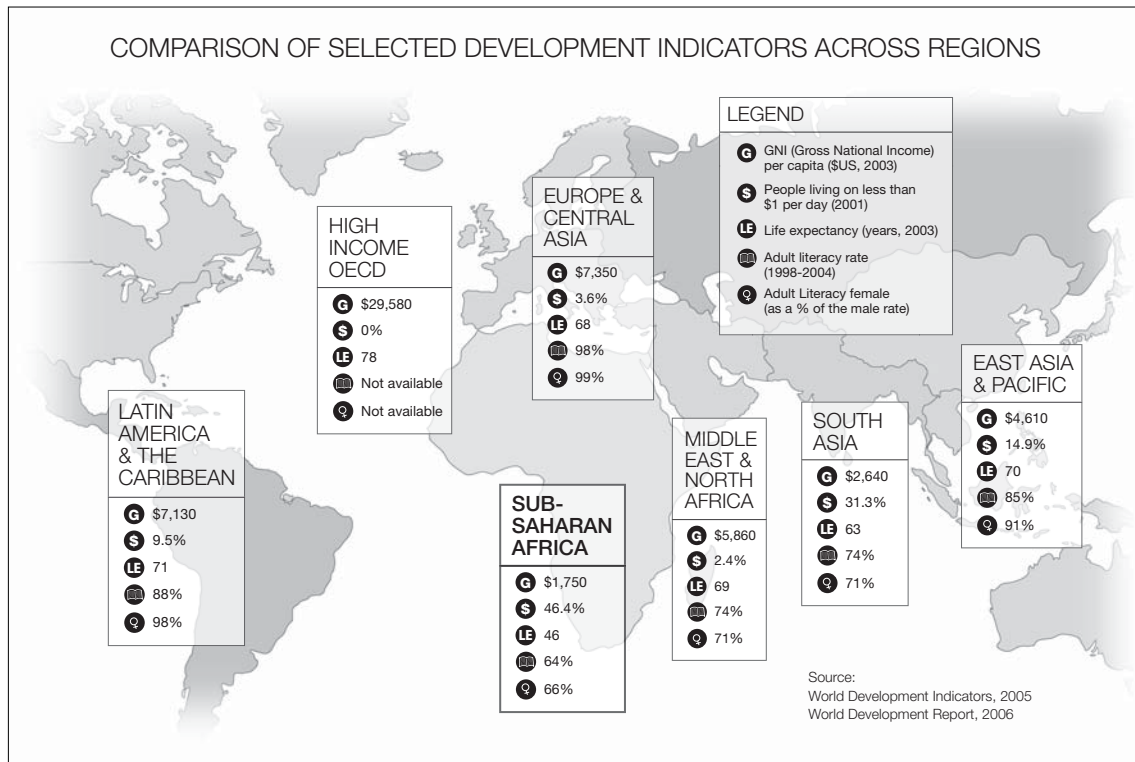 COMPARISON OF SELECTED DEVELOPMENT INDICATORS ACROSS REGIONS
LEGEND
G GNI (Gross National Income)
per capita ($US, 2003)
$ People living on less than
$1 per day (2001)
LE Life expectancy (years, 2003)
Adult literacy rate
(1998-2004)
♀ Adult Literacy female
(as a % of the male rate)
EUROPE &
CENTRAL
ASIA
G $7,350
$ 3.6%
LE 68
98%
♀ 99%
HIGH
INCOME
OECD
G $29,580
$ 0%
LE 78
Not available
♀ Not available
EAST ASIA
& PACIFIC
G $4,610
$ 14.9%
LE 70
85%
♀ 91%
LATIN
AMERICA
& THE
CARIBBEAN
G $7,130
$ 9.5%
LE 71
88%
♀ 98%
SUB-
SAHARAN
AFRICA
G $1,750
$ 46.4%
LE 46
64%
♀ 66%
MIDDLE
EAST &
NORTH
AFRICA
G $5,860
$ 2.4%
LE 69
74%
♀ 71%
SOUTH
ASIA
G $2,640
$ 31.3%
LE 63
74%
♀ 71%
Source:
World Development Indicators, 2005
World Development Report, 2006